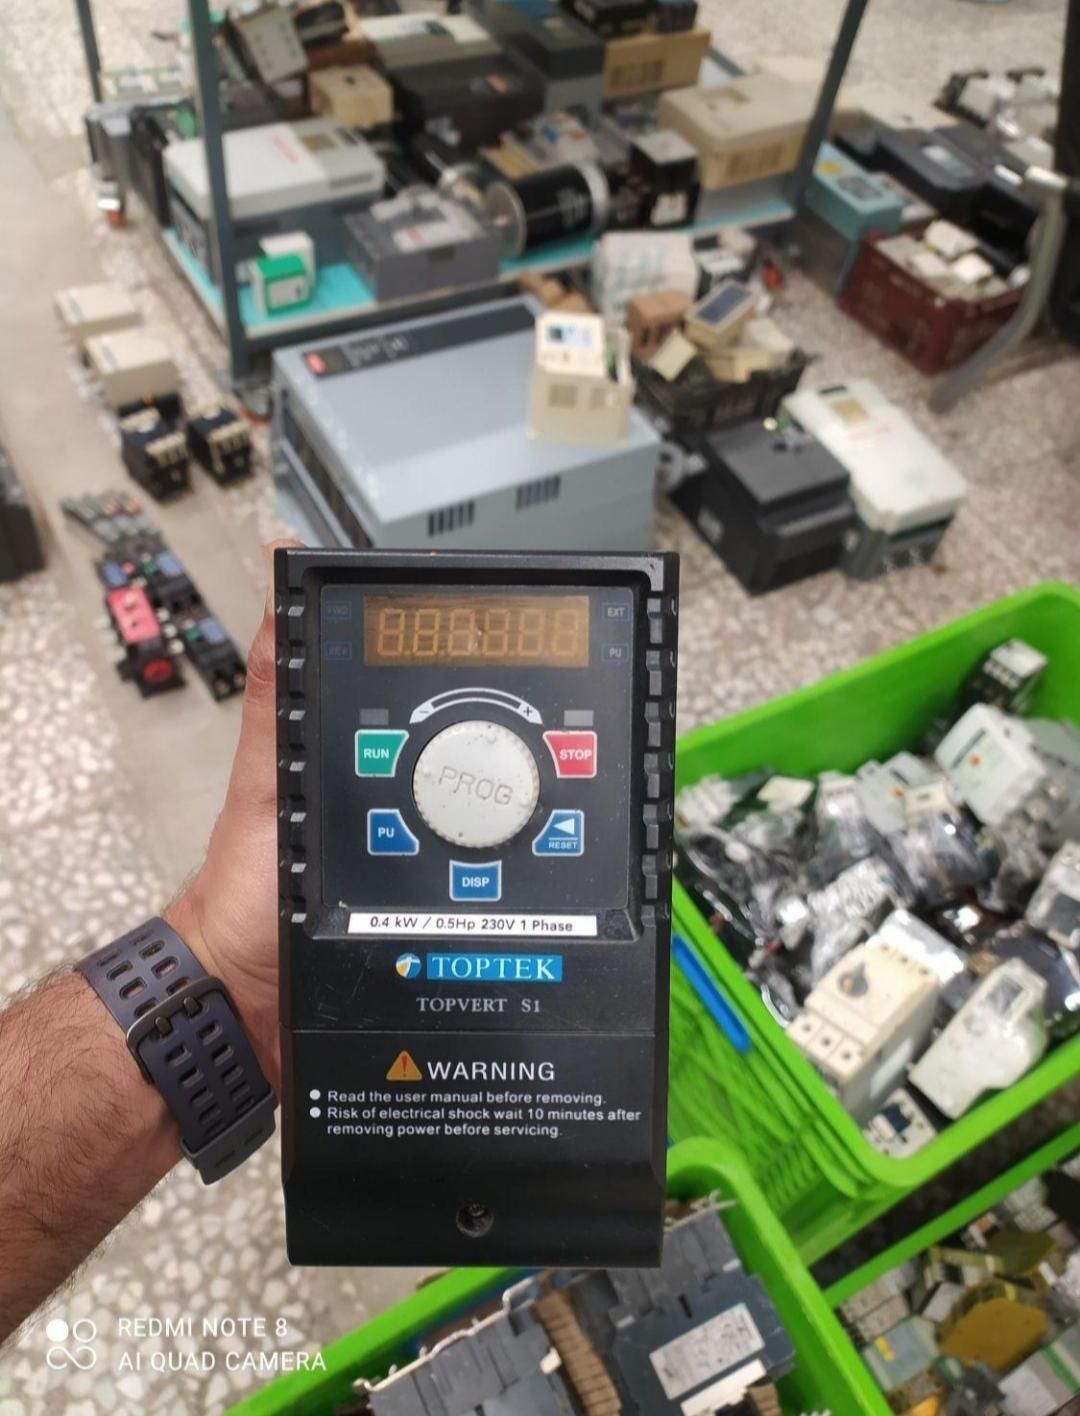 FWD
EXT
REV
PU
888888
- +
RUN
STOP
PROG
PU
RESET
DISP
0.4 kW / 0.5Hp 230V 1 Phase
TOPTEK
TOPVERT S1
WARNING
Read the user manual before removing.
Risk of electrical shock wait 10 minutes after
removing power before servicing.
REDMI NOTE 8
AI QUAD CAMERA